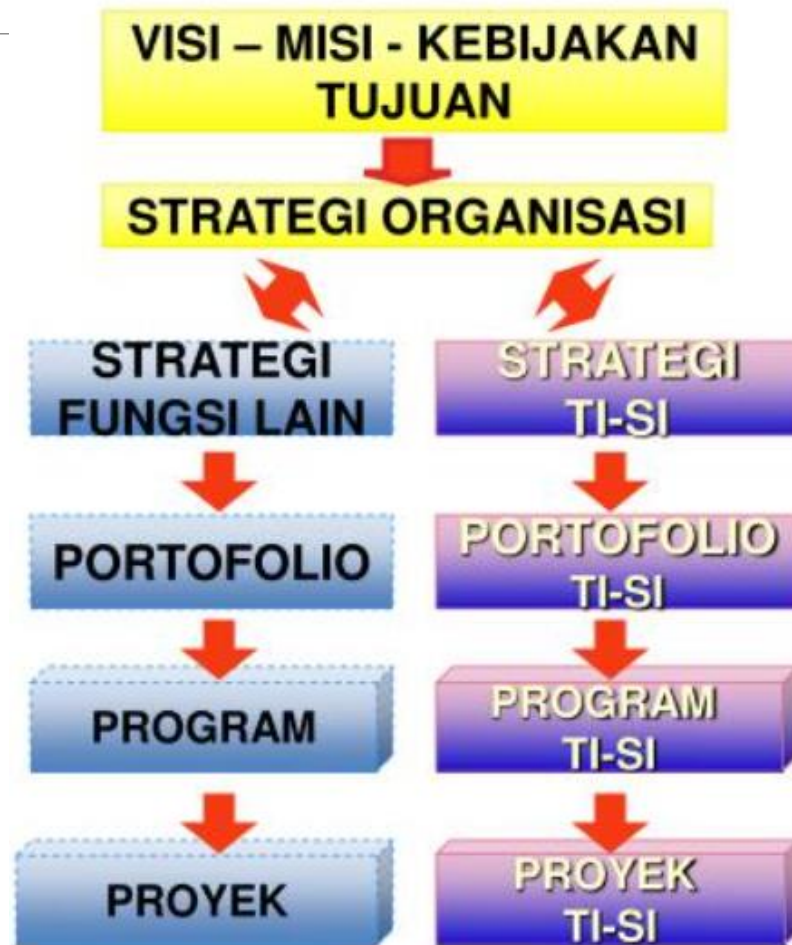 VISI – MISI - KEBIJAKAN
TUJUAN
STRATEGI ORGANISASI
STRATEGI
FUNGSI LAIN
STRATEGI
TI-SI
PORTOFOLIO
PORTOFOLIO
TI-SI
PROGRAM
PROGRAM
TI-SI
PROYEK
PROYEK
TI-SI